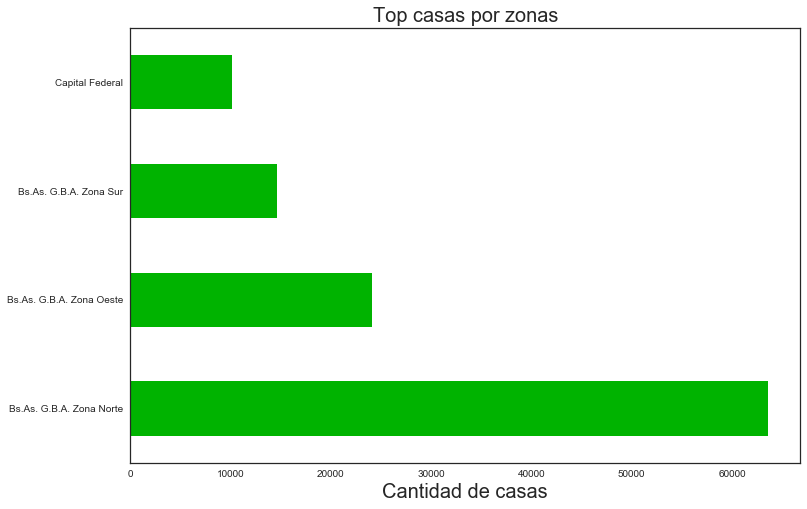 Top casas por zonas
Capital Federal
Bs.As. G.B.A. Zona Sur
Bs.As. G.B.A. Zona Oeste
Bs.As. G.B.A. Zona Norte
0 10000 20000 30000 40000 50000 60000
Cantidad de casas